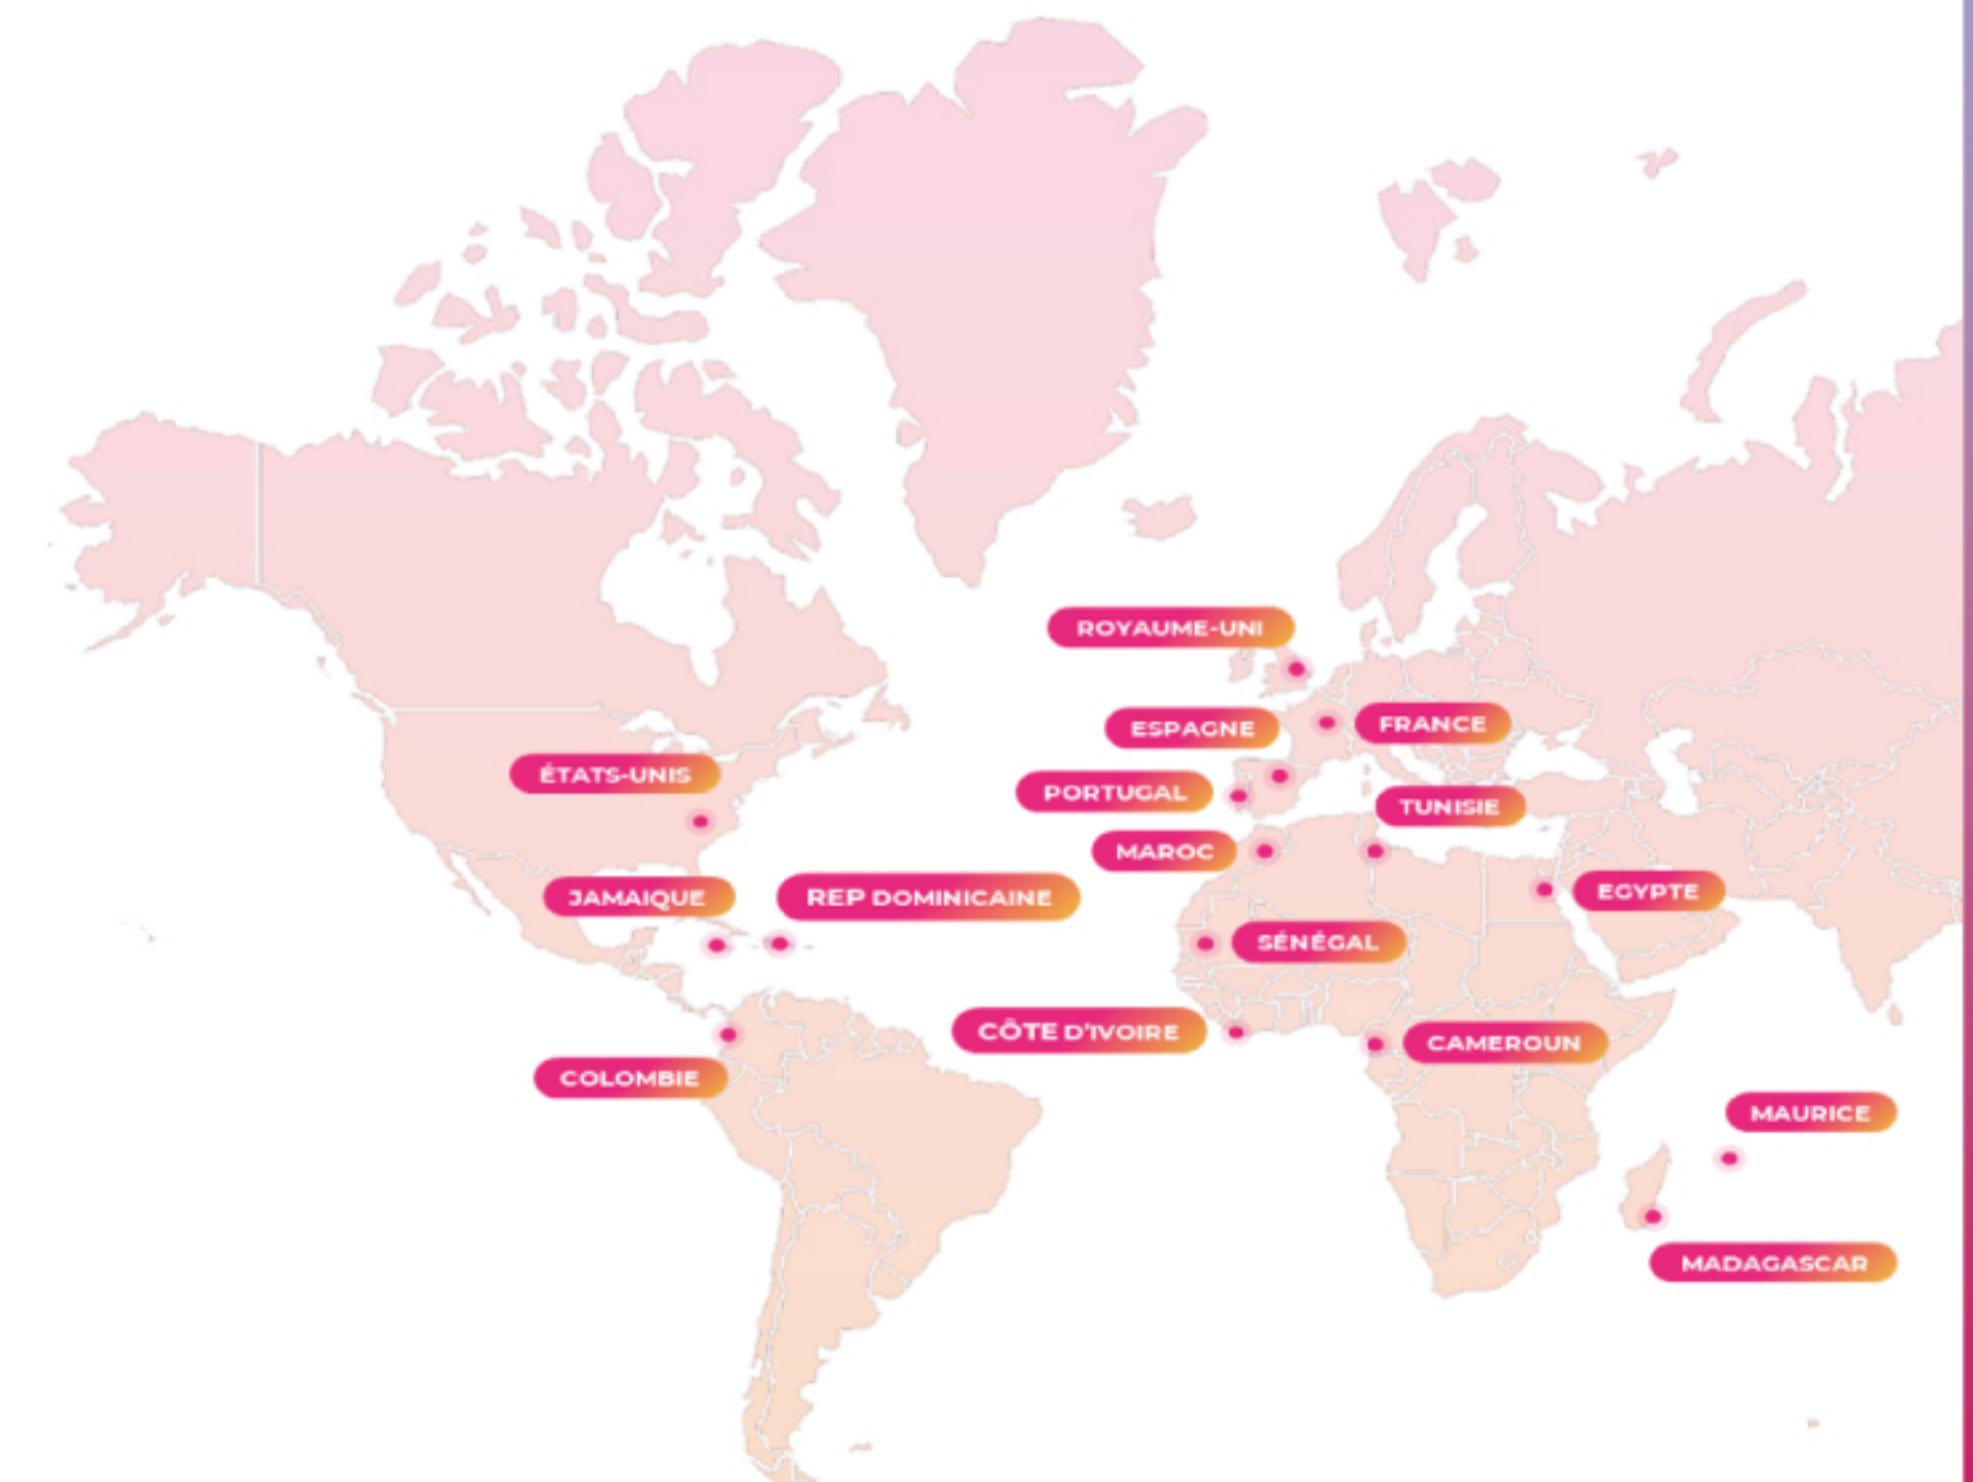 ROYAUME-UNI
ESPAGNE
FRANCE
ÉTATS-UNIS
PORTUGAL
TUNISIE
MAROC
JAMAIQUE
REP DOMINICAINE
EGYPTE
SÉNÉGAL
CÔTE D'IVOIRE
CAMEROUN
COLOMBIE
MAURICE
MADAGASCAR